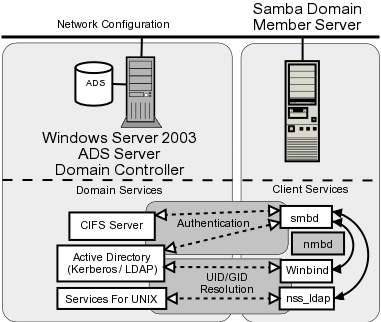 Network Configuration
Samba Domain
Member Server
ADS
Windows Server 2003
ADS Server
Domain Controller
Domain Services
Client Services
CIFS Server
Authentication
smbd
nmbd
Active Directory
(Kerberos / LDAP)
UID/GID
Resolution
Winbind
Services For UNIX
nss_ldap